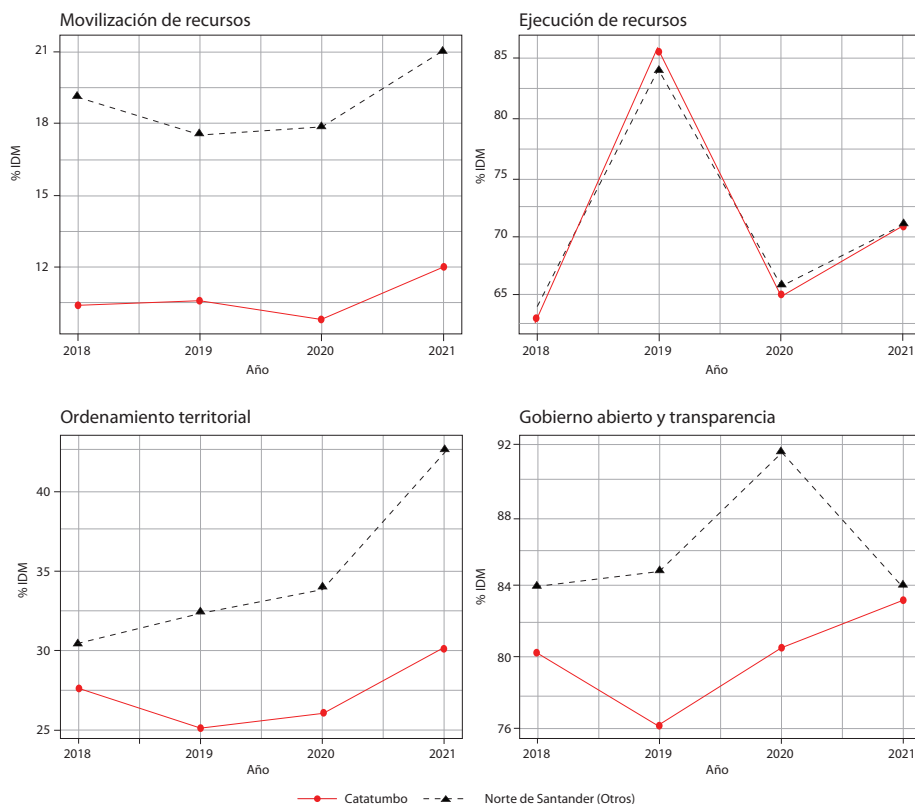 Movilización de recursos
21
18
15
12
% IDM
2018
2019
2020
2021
Año
Ejecución de recursos
85
80
75
70
65
% IDM
2018
2019
2020
2021
Año
Ordenamiento territorial
40
35
30
25
% IDM
2018
2019
2020
2021
Año
Gobierno abierto y transparencia
92
88
84
80
76
% IDM
2018
2019
2020
2021
Año
Catatumbo
Norte de Santander (Otros)